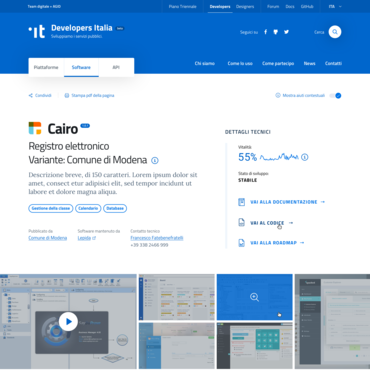 Team digitale + AGID
Piano Triennale
Developers
Designers
Forum
Docs
GitHub
ITA
Developers Italia
Sviluppiamo i servizi pubblici
Seguici su
Cerca
Piattaforme
Software
API
Chi siamo
Come lo uso
Come partecipo
News
Contatti
Condividi
Stampa pdf della pagina
Mostra aiuti contestuali
Cairo
Registro elettronico
Variante: Comune di Modena
Descrizione breve, di 150 caratteri. Lorem ipsum dolor sit
amet, consect etur adipisici elit, sed tempor incidunt ut
labore et dolore magna aliqua.
Gestione della classe
Calendario
Database
Pubblicato da
Comune di Modena
Software mantenuto da
Lepida
Contatto tecnico
+39 338 2466 999
DETTAGLI TECNICI
Vitalità
55%
Stato di sviluppo
STABILE
VAI ALLA DOCUMENTAZIONE →
VAI AL CODICE →
VAI ALLA ROADMAP →